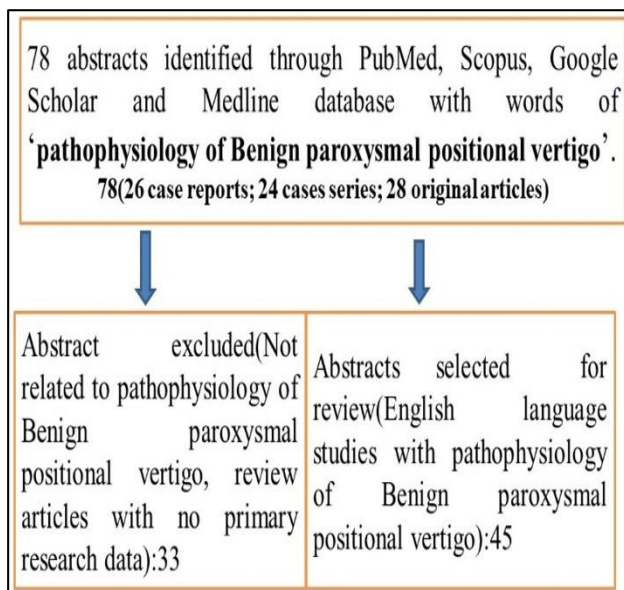 78 abstracts identified through PubMed, Scopus, Google
Scholar and Medline database with words of
‘pathophysiology of Benign paroxysmal positional vertigo’.
78(26 case reports; 24 cases series; 28 original articles)
Abstract excluded(Not
related to pathophysiology of
Benign paroxysmal
positional vertigo, review
articles with no primary
research data):33
Abstracts selected for
review(English language
studies with pathophysiology
of Benign paroxysmal
positional vertigo):45